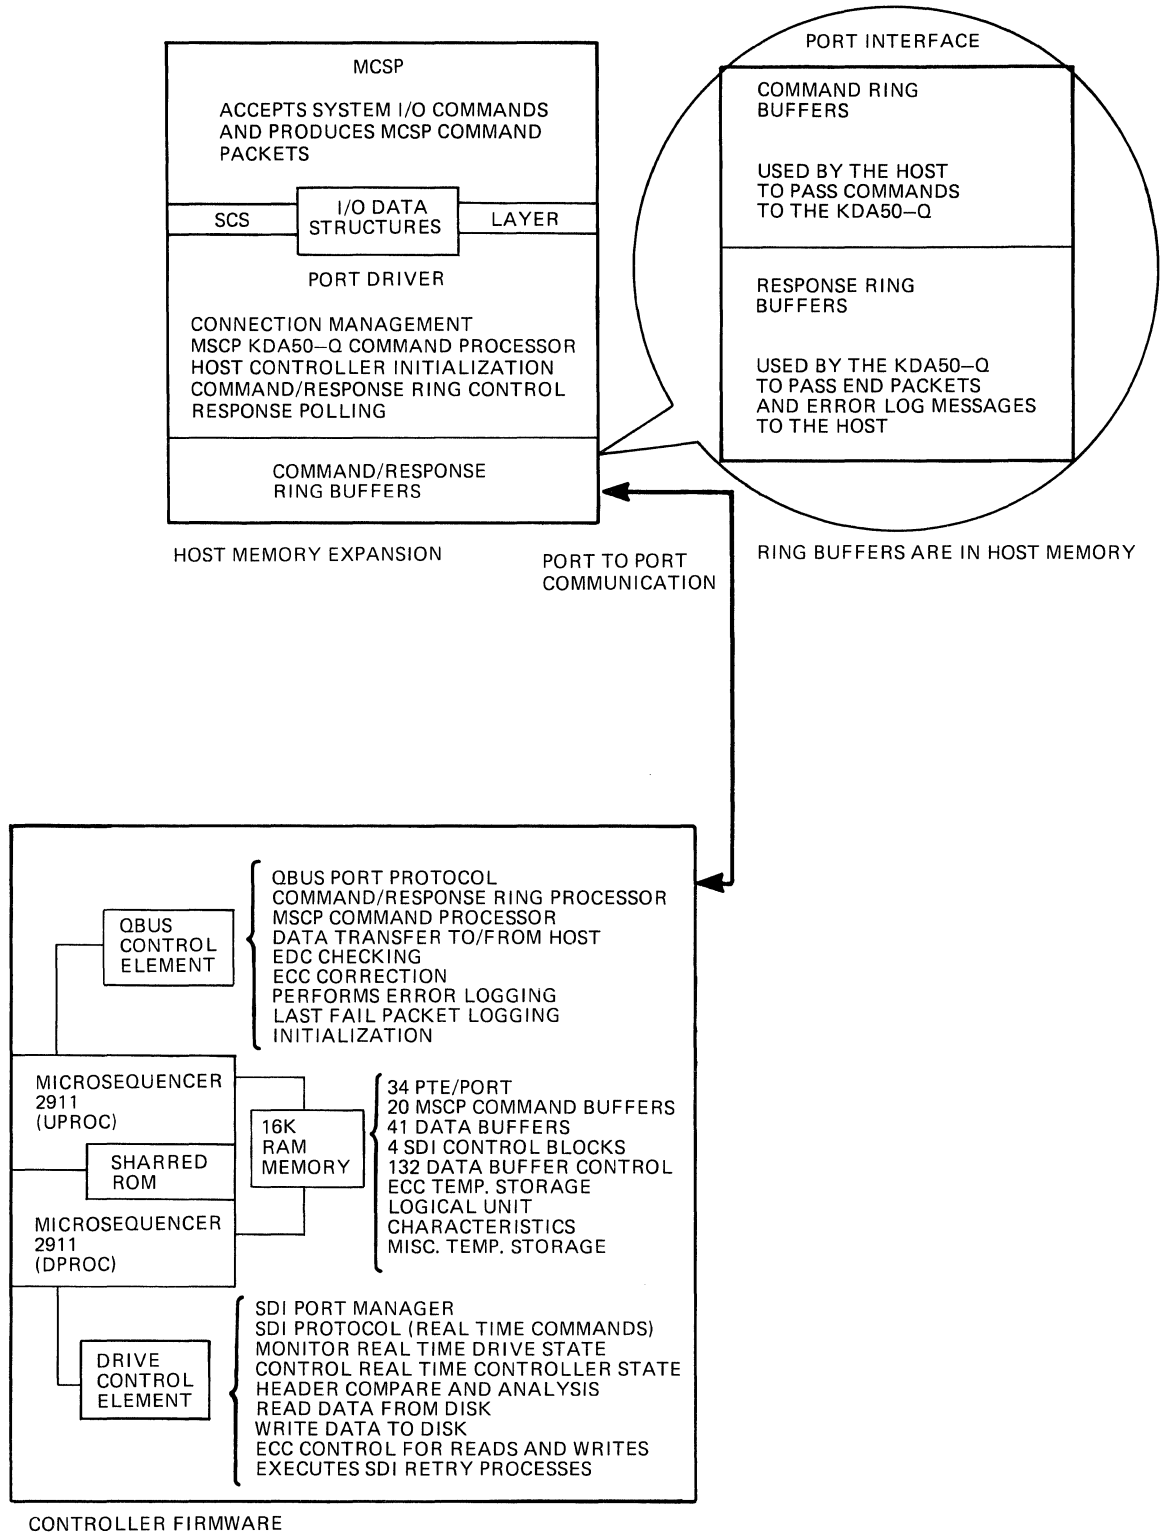 MCSP
ACCEPTS SYSTEM I/O COMMANDS
AND PRODUCES MCSP COMMAND
PACKETS
SCS
I/O DATA
STRUCTURES
LAYER
PORT DRIVER
CONNECTION MANAGEMENT
MSCP KDA50–Q COMMAND PROCESSOR
HOST CONTROLLER INITIALIZATION
COMMAND/RESPONSE RING CONTROL
RESPONSE POLLING
COMMAND/RESPONSE
RING BUFFERS
HOST MEMORY EXPANSION
PORT INTERFACE
COMMAND RING
BUFFERS
USED BY THE HOST
TO PASS COMMANDS
TO THE KDA50–Q
RESPONSE RING
BUFFERS
USED BY THE KDA50–Q
TO PASS END PACKETS
AND ERROR LOG MESSAGES
TO THE HOST
RING BUFFERS ARE IN HOST MEMORY
PORT TO PORT
COMMUNICATION
QBUS
CONTROL
ELEMENT
QBUS PORT PROTOCOL
COMMAND/RESPONSE RING PROCESSOR
MSCP COMMAND PROCESSOR
DATA TRANSFER TO/FROM HOST
EDC CHECKING
ECC CORRECTION
PERFORMS ERROR LOGGING
LAST FAIL PACKET LOGGING
INITIALIZATION
MICROSEQUENCER
2911
(UPROC)
SHARRED
ROM
MICROSEQUENCER
2911
(DPROC)
16K
RAM
MEMORY
34 PTE/PORT
20 MSCP COMMAND BUFFERS
41 DATA BUFFERS
4 SDI CONTROL BLOCKS
132 DATA BUFFER CONTROL
ECC TEMP. STORAGE
LOGICAL UNIT
CHARACTERISTICS
MISC. TEMP. STORAGE
DRIVE
CONTROL
ELEMENT
SDI PORT MANAGER
SDI PROTOCOL (REAL TIME COMMANDS)
MONITOR REAL TIME DRIVE STATE
CONTROL REAL TIME CONTROLLER STATE
HEADER COMPARE AND ANALYSIS
READ DATA FROM DISK
WRITE DATA TO DISK
ECC CONTROL FOR READS AND WRITES
EXECUTES SDI RETRY PROCESSES
CONTROLLER FIRMWARE